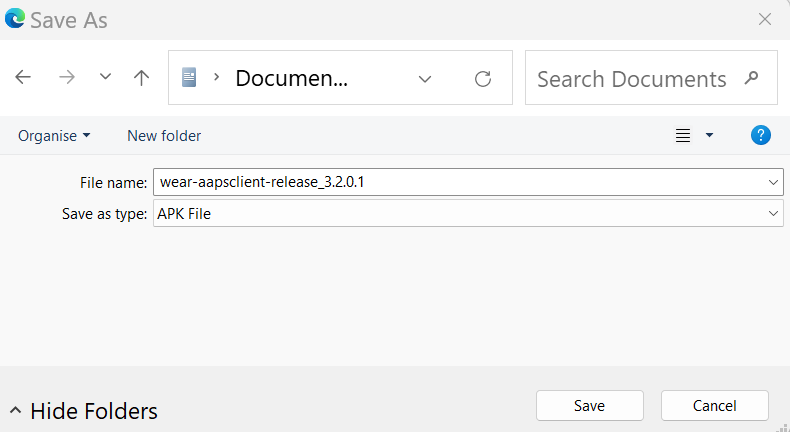 Save As
Documen... Search Documents
Organise New folder
File name: wear-aapsclient-release_3.2.0.1
Save as type: APK File
Hide Folders Save Cancel